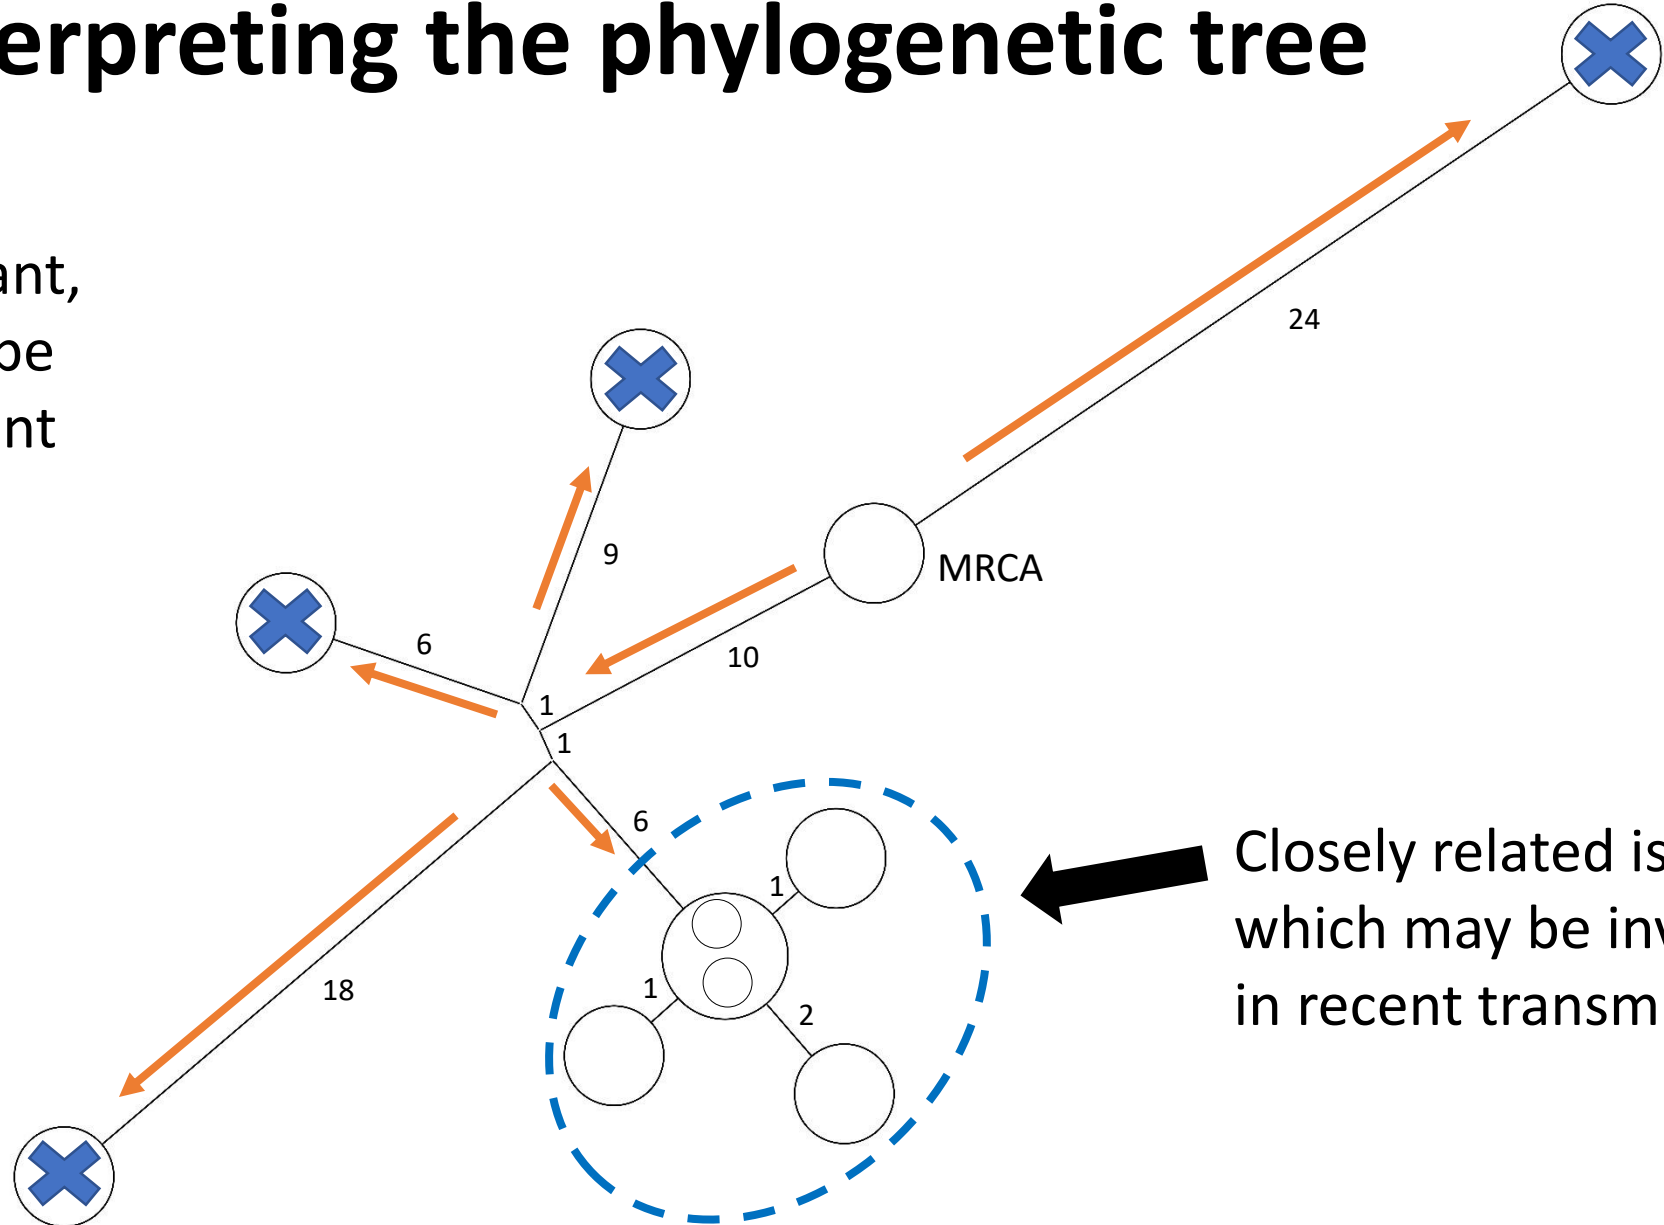 erpreting the phylogenetic tree
ant,
be
nt
24
9
MRCA
6
10
1
1
6
1
18
1
2
Closely related is
which may be inv
in recent transm